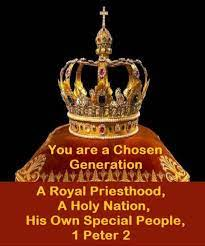 You are a Chosen
Generation
A Royal Priesthood,
A Holy Nation,
His Own Special People,
1 Peter 2